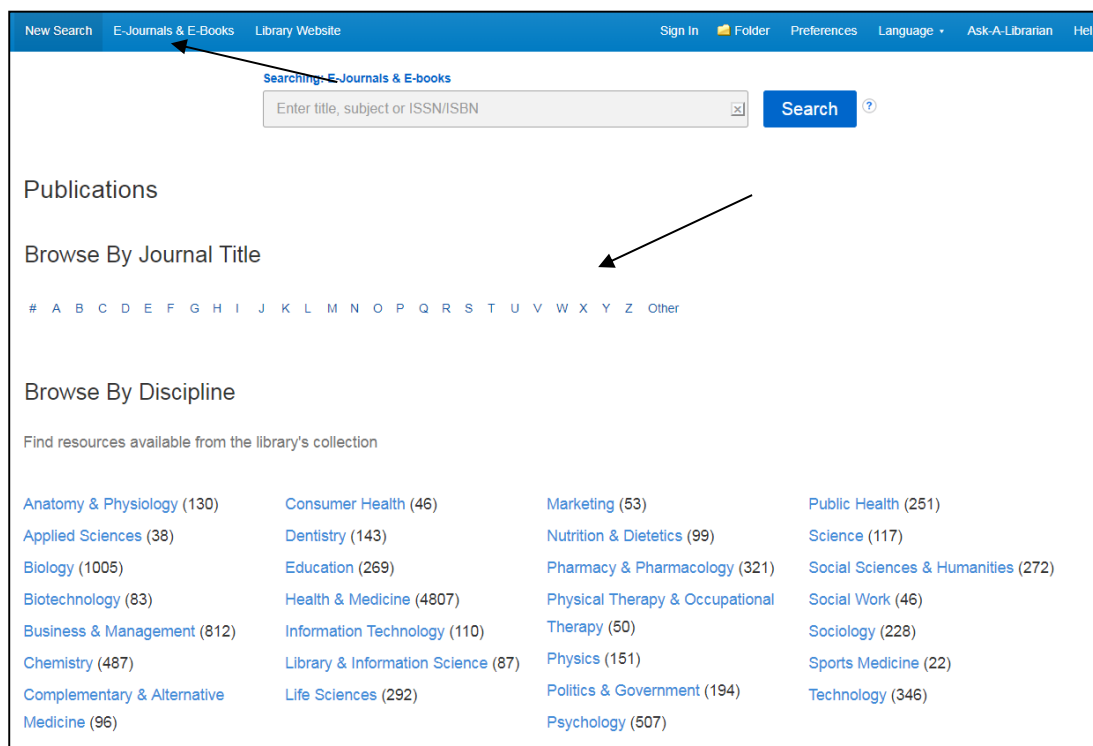 New Search E-Journals & E-Books Library Website Sign In Folder Preferences Language Ask-A-Librarian Hel
Searching: E-Journals & E-books
Enter title, subject or ISSN/ISBN
Search ?
Publications
Browse By Journal Title
# A B C D E F G H I J K L M N O P Q R S T U V W X Y Z Other
Browse By Discipline
Find resources available from the library's collection
Anatomy & Physiology (130)
Applied Sciences (38)
Biology (1005)
Biotechnology (83)
Business & Management (812)
Chemistry (487)
Complementary & Alternative
Medicine (96)
Consumer Health (46)
Dentistry (143)
Education (269)
Health & Medicine (4807)
Information Technology (110)
Library & Information Science (87)
Life Sciences (292)
Marketing (53)
Nutrition & Dietetics (99)
Pharmacy & Pharmacology (321)
Physical Therapy & Occupational
Therapy (50)
Physics (151)
Politics & Government (194)
Psychology (507)
Public Health (251)
Science (117)
Social Sciences & Humanities (272)
Social Work (46)
Sociology (228)
Sports Medicine (22)
Technology (346)